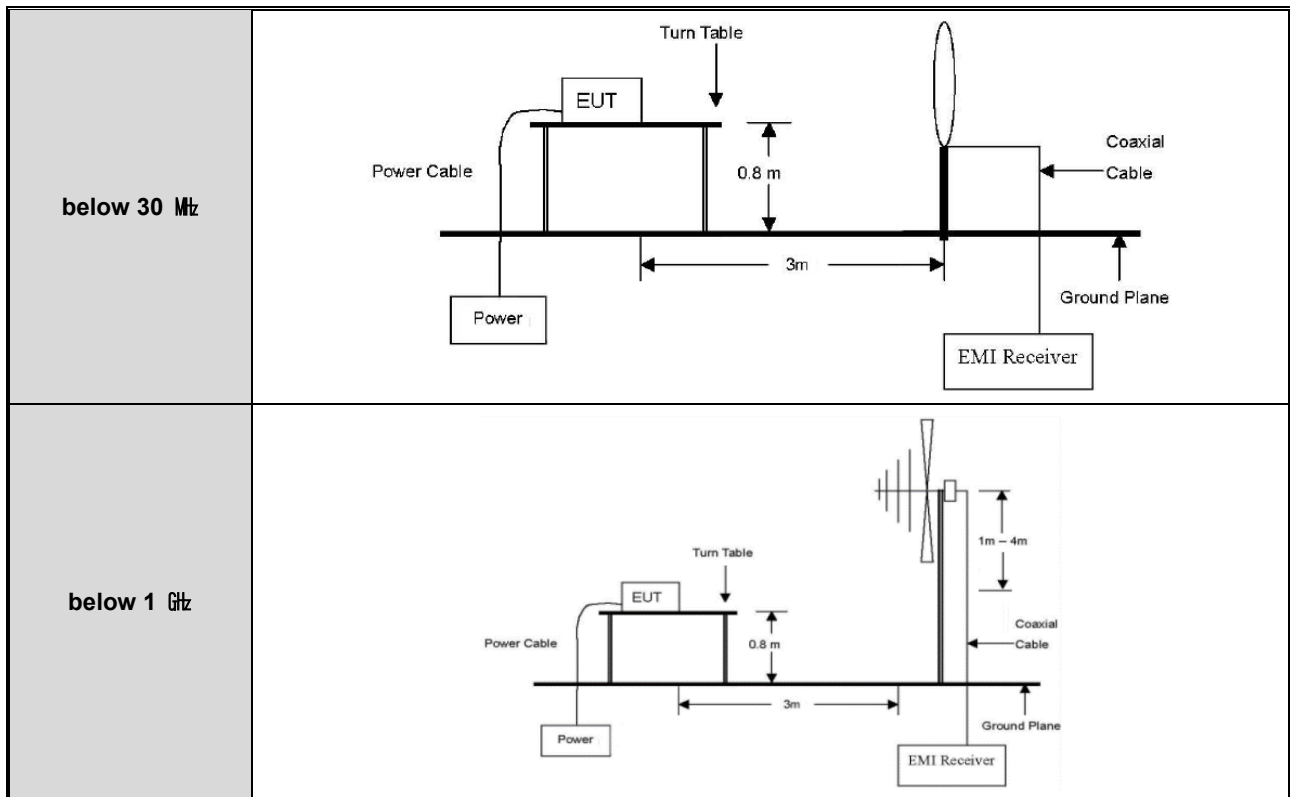 below 30 ㎒
Turn Table
EUT
Power Cable
0.8 m
Coaxial
Cable
3m
Ground Plane
Power
EMI Receiver
below 1 ㎓
1m – 4m
Turn Table
EUT
Coaxial
Cable
Power Cable
0.8 m
3m
Ground Plane
Power
EMI Receiver